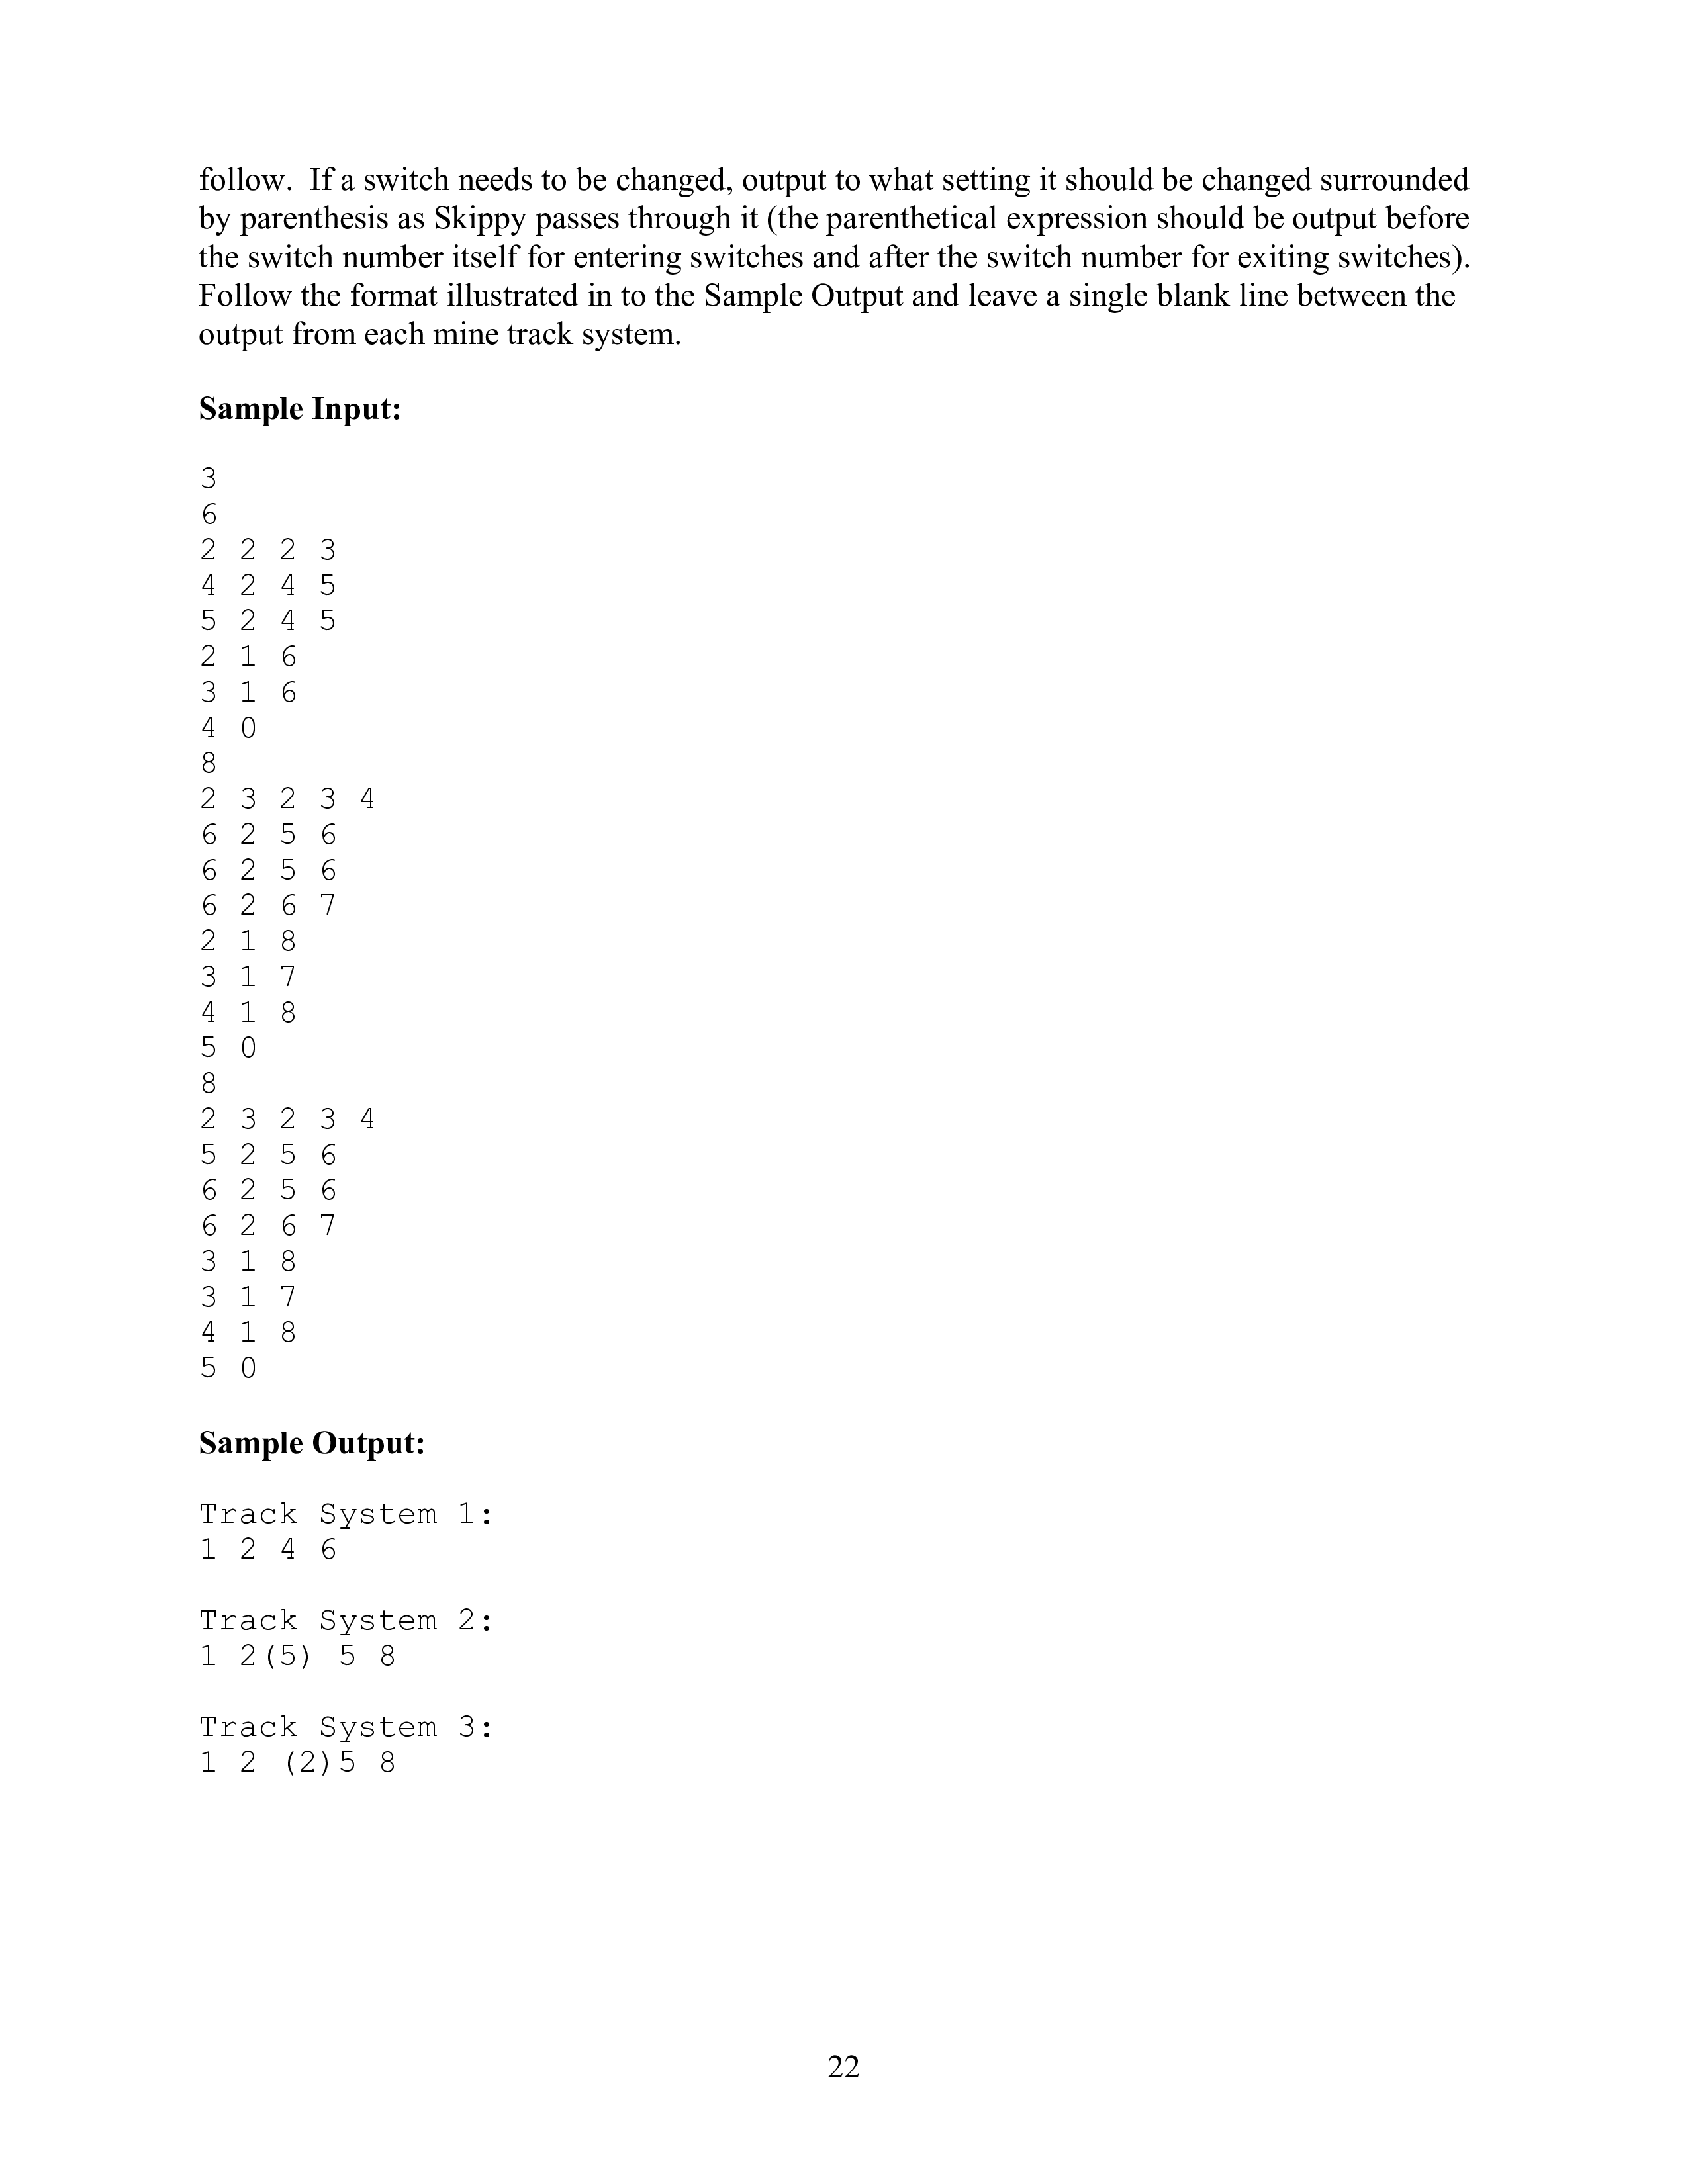 follow.  If a switch needs to be changed, output to what setting it should be changed surrounded
by parenthesis as Skippy passes through it (the parenthetical expression should be output before
the switch number itself for entering switches and after the switch number for exiting switches).
Follow the format illustrated in to the Sample Output and leave a single blank line between the
output from each mine track system.
Sample Input:
3
6
2 2 2 3
4 2 4 5
5 2 4 5
2 1 6
3 1 6
4 0
8
2 3 2 3 4
6 2 5 6
6 2 5 6
6 2 6 7
2 1 8
3 1 7
4 1 8
5 0
8
2 3 2 3 4
5 2 5 6
6 2 5 6
6 2 6 7
3 1 8
3 1 7
4 1 8
5 0
Sample Output:
Track System 1:
1 2 4 6
Track System 2:
1 2(5) 5 8
Track System 3:
1 2 (2)5 8
22